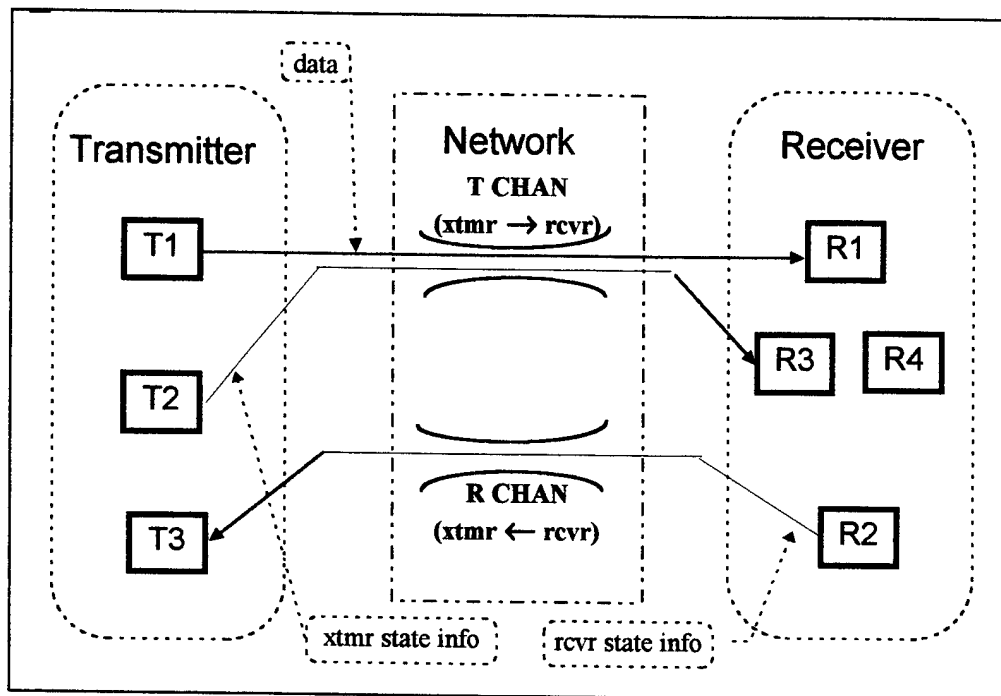 data
Transmitter
Network
Receiver
T CHAN
(xtmr → rcvr)
T1
R1
T2
R3
R4
R CHAN
(xtmr ← rcvr)
T3
R2
xtmr state info
rcvr state info